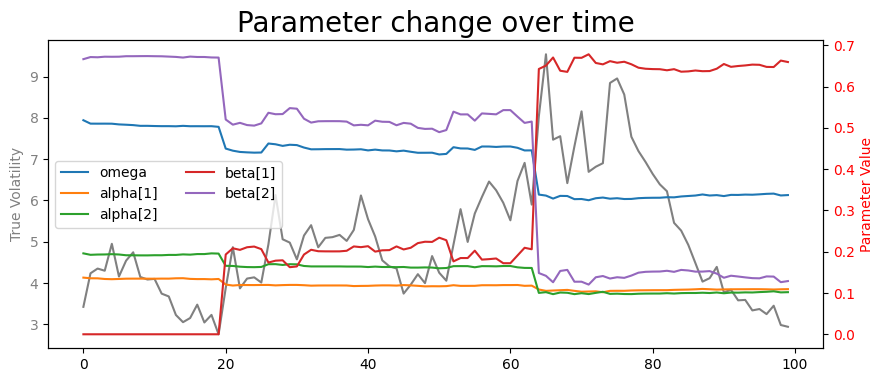 Parameter change over time
True Volatility
9
8
7
6
5
4
3
omega
alpha[1]
alpha[2]
beta[1]
beta[2]
0.7
0.6
0.5
0.4
0.3
0.2
0.1
0.0
Parameter Value
0
20
40
60
80
100